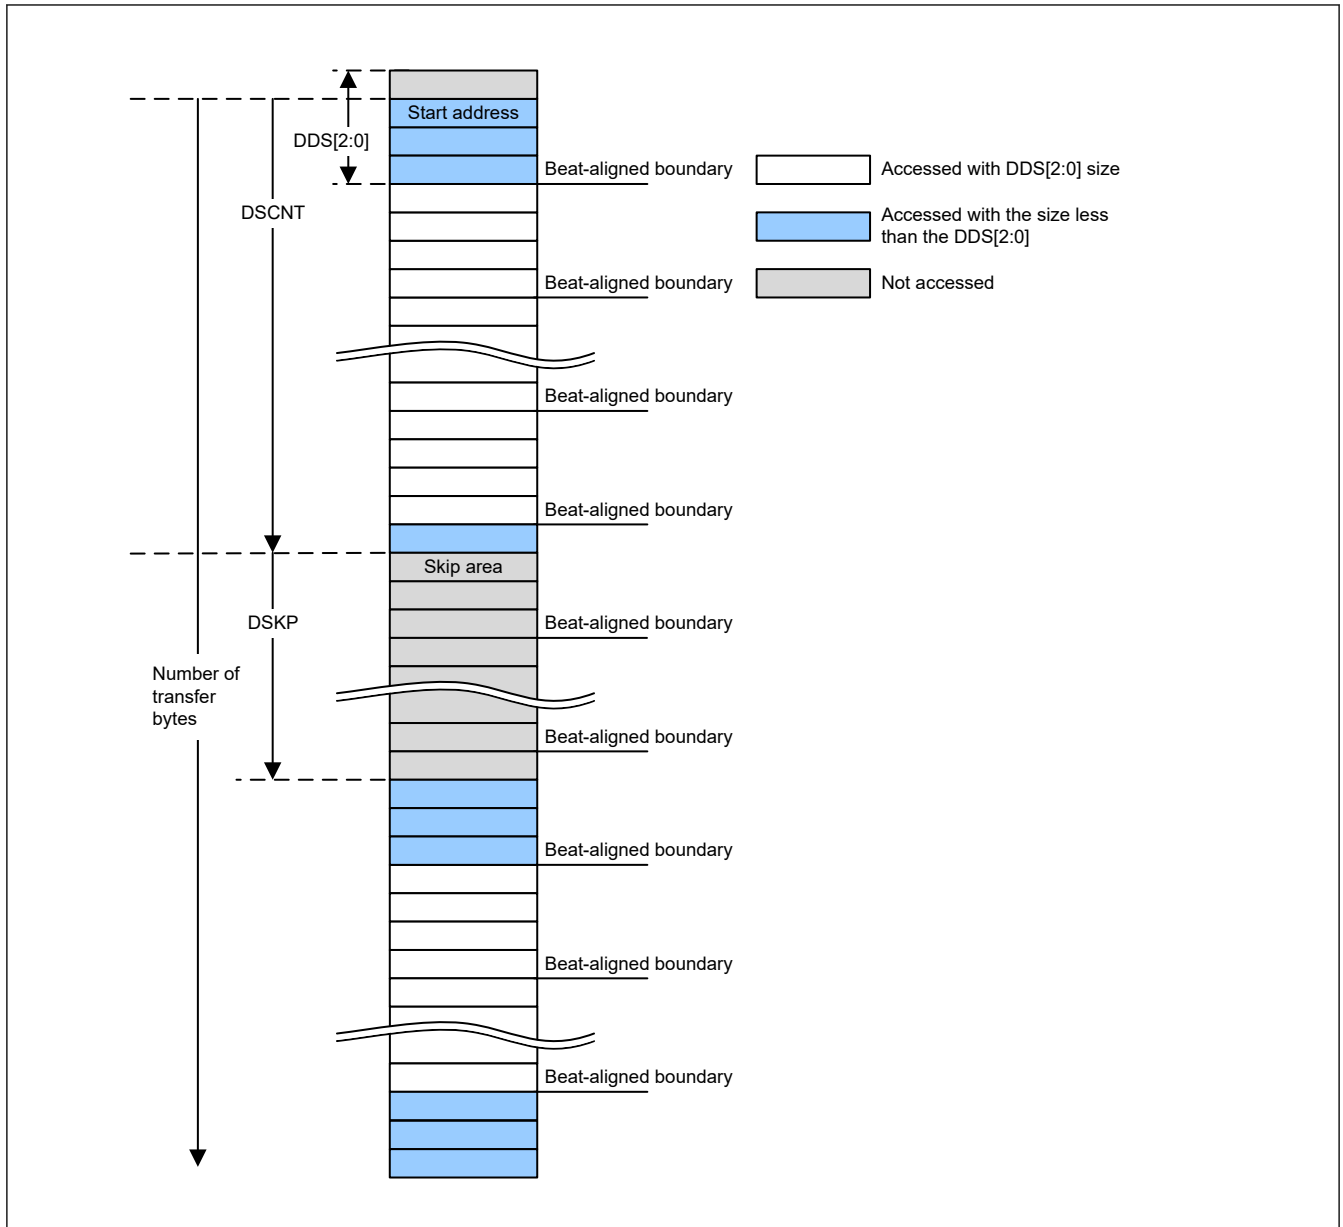 Start address
DDS[2:0]
Beat-aligned boundary
Accessed with DDS[2:0] size
DSCNT
Accessed with the size less
than the DDS[2:0]
Beat-aligned boundary
Not accessed
Beat-aligned boundary
Beat-aligned boundary
Skip area
DSKP
Beat-aligned boundary
Number of
transfer
bytes
Beat-aligned boundary
Beat-aligned boundary
Beat-aligned boundary
Beat-aligned boundary